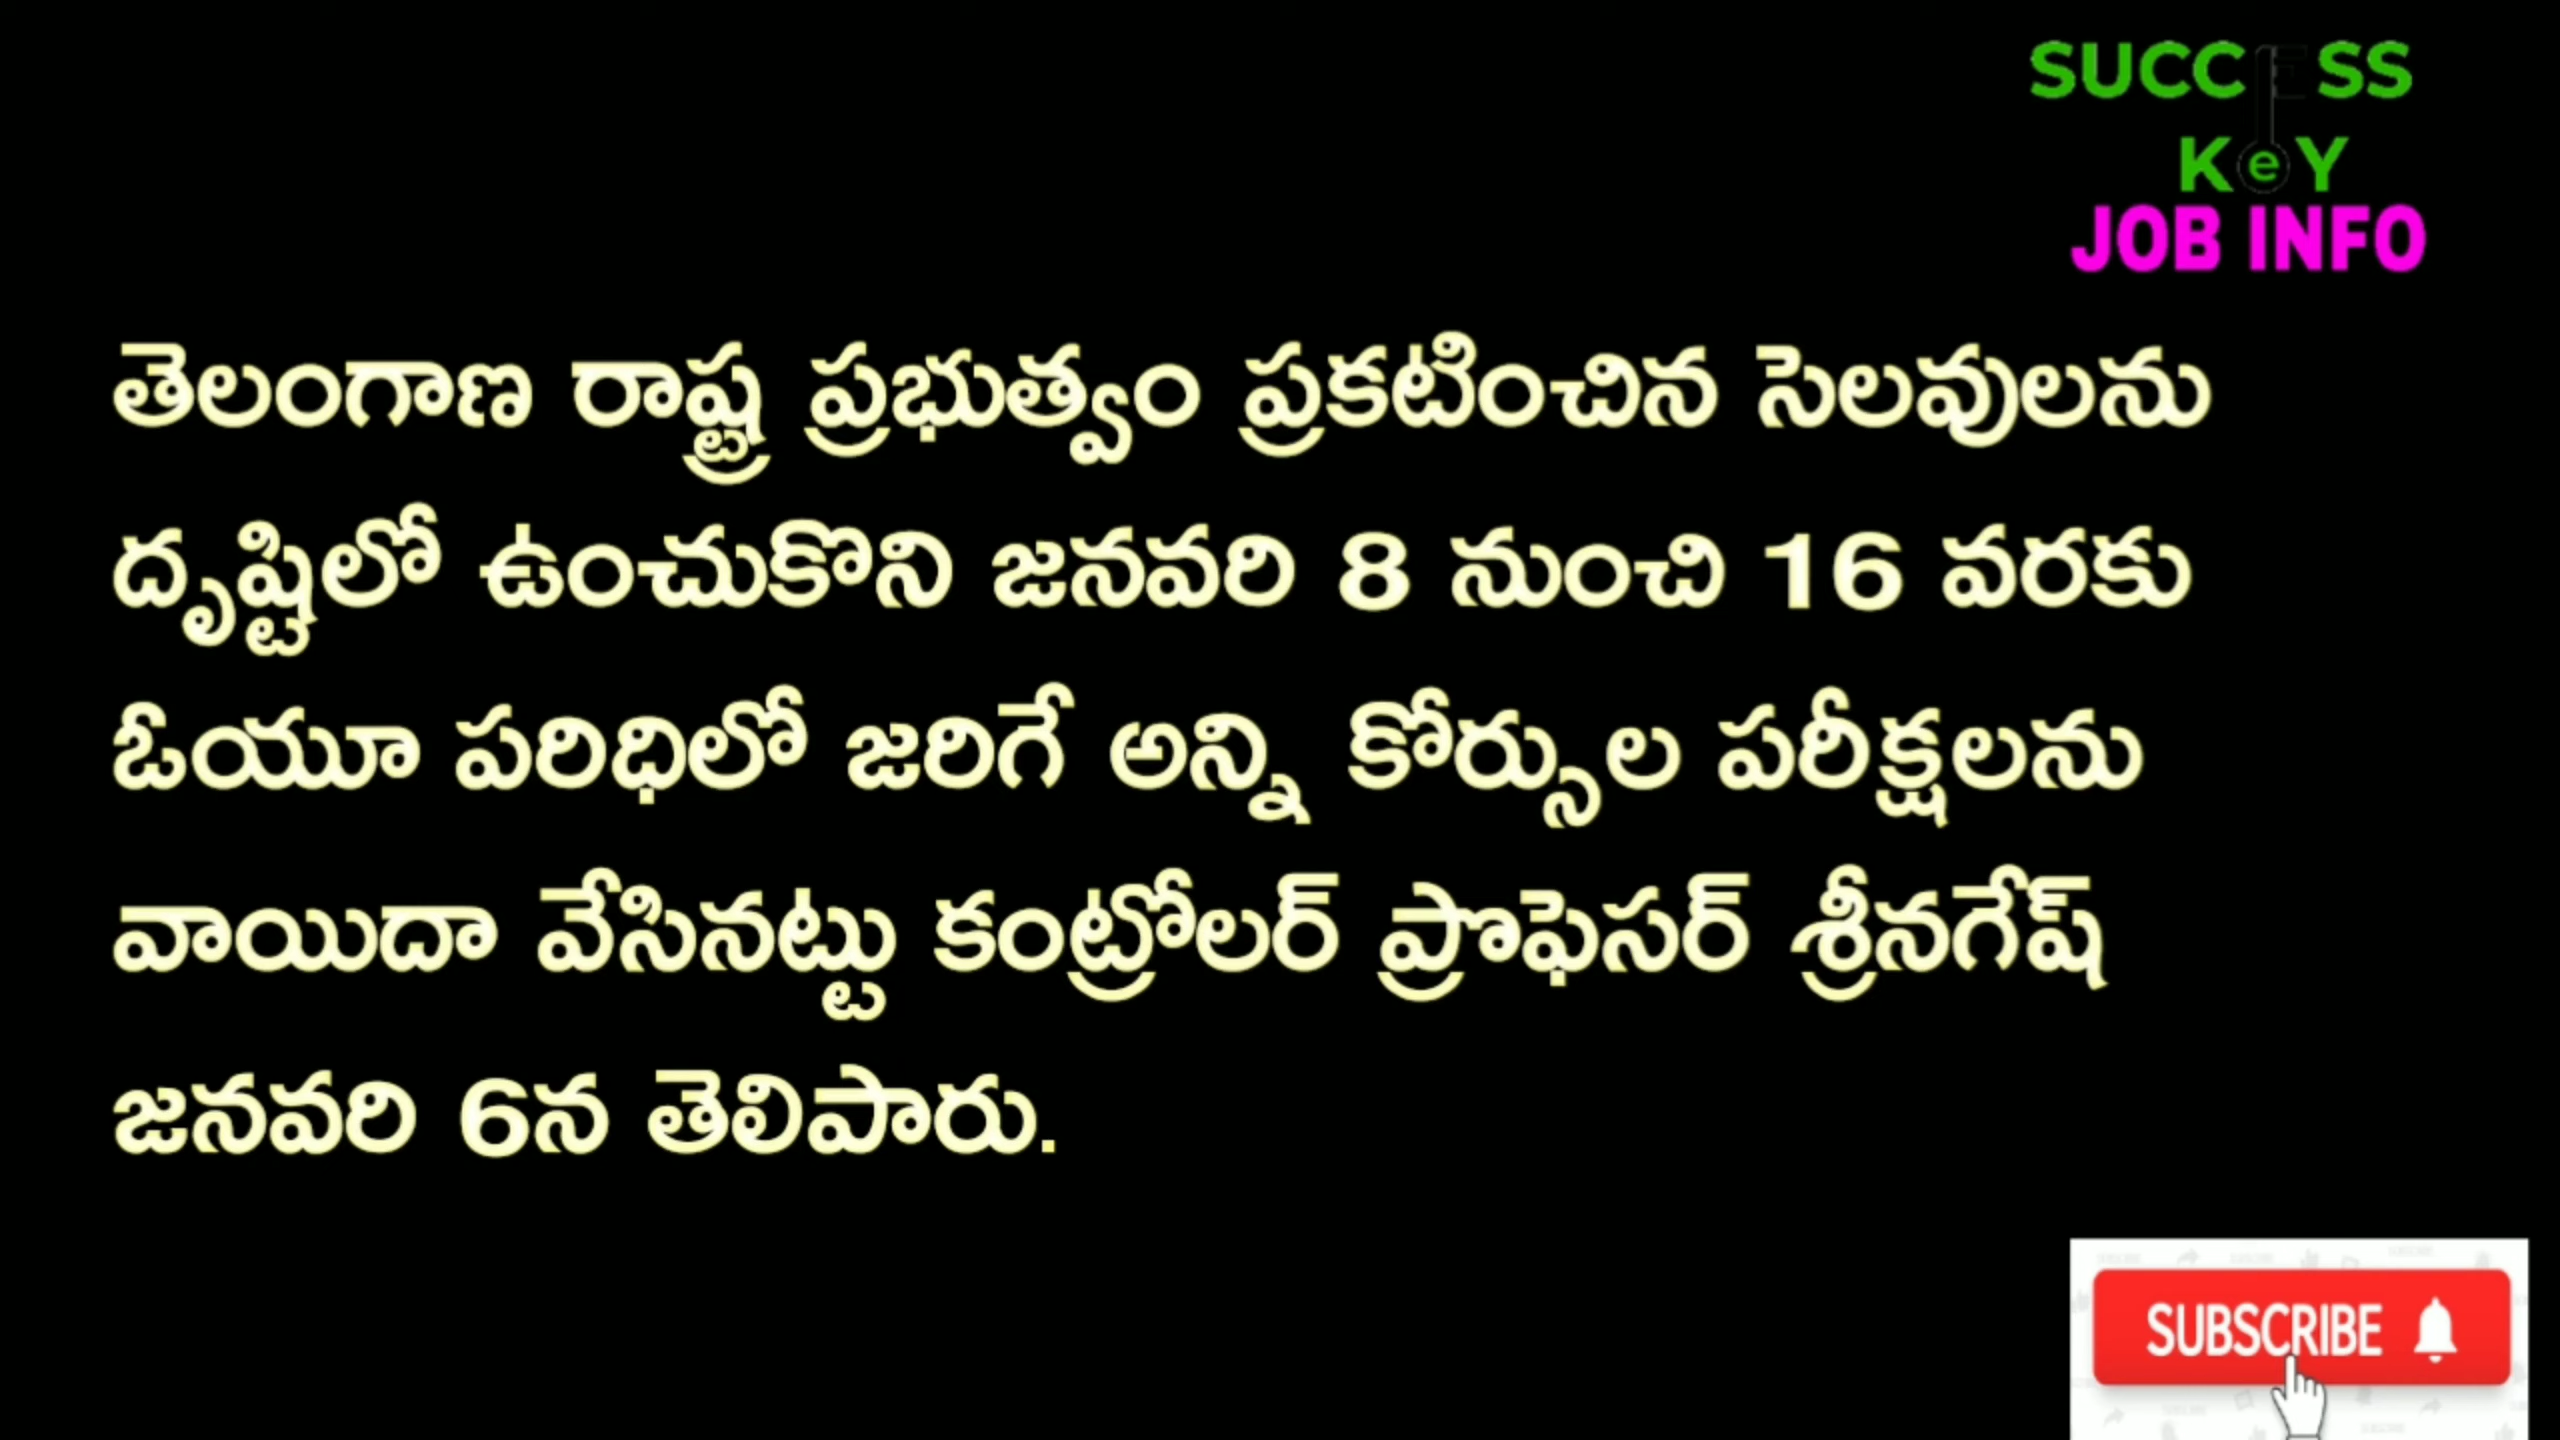 SUCCESS
KeY
JOB INFO
తెలంగాణ రాష్ట్ర ప్రభుత్వం ప్రకటించిన సెలవులను
దృష్టిలో ఉంచుకొని జనవరి 8 నుంచి 16 వరకు
ఓయూ పరిధిలో జరిగే అన్ని కోర్సుల పరీక్షలను
వాయిదా వేసినట్టు కంట్రోలర్ ప్రొఫెసర్ శ్రీనగేష్
జనవరి 6న తెలిపారు.
SUBSCRIBE